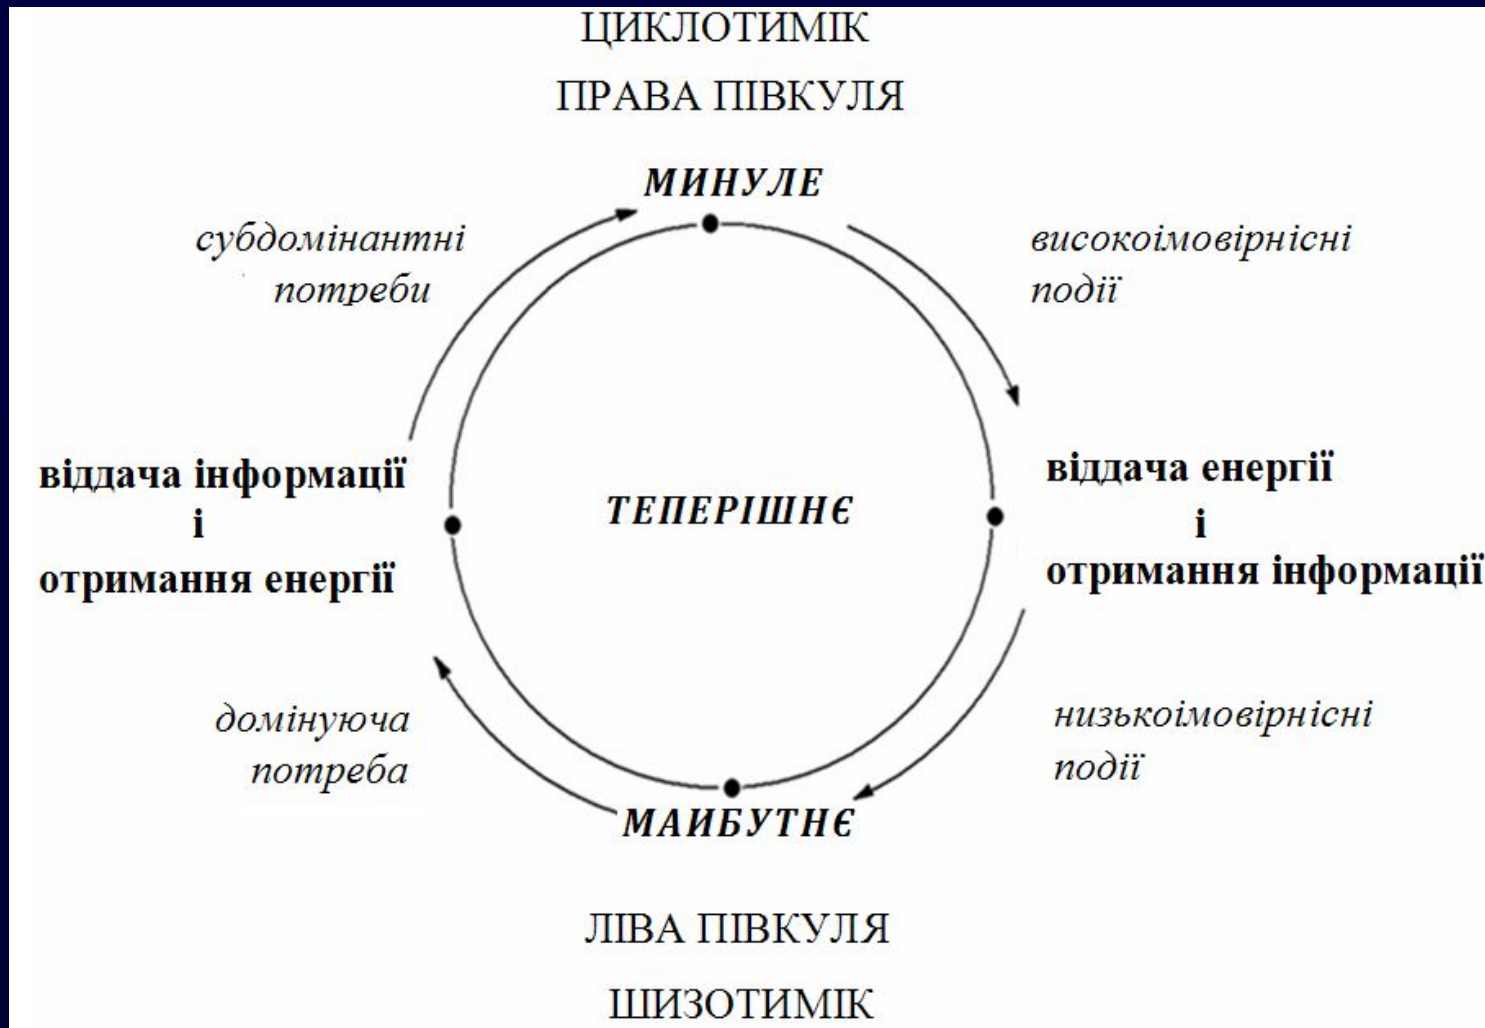 ЦИКЛОТИМІК
ПРАВА ПІВКУЛЯ
МИНУЛЕ
субдомінантні
потреби
високоімовірнісні
події
віддача інформації
і
отримання енергії
ТЕПЕРІШНЄ
віддача енергії
і
отримання інформації
домінуюча
потреба
низькоімовірнісні
події
МАИБУТНЄ
ЛІВА ПІВКУЛЯ
ШИЗОТИМІК